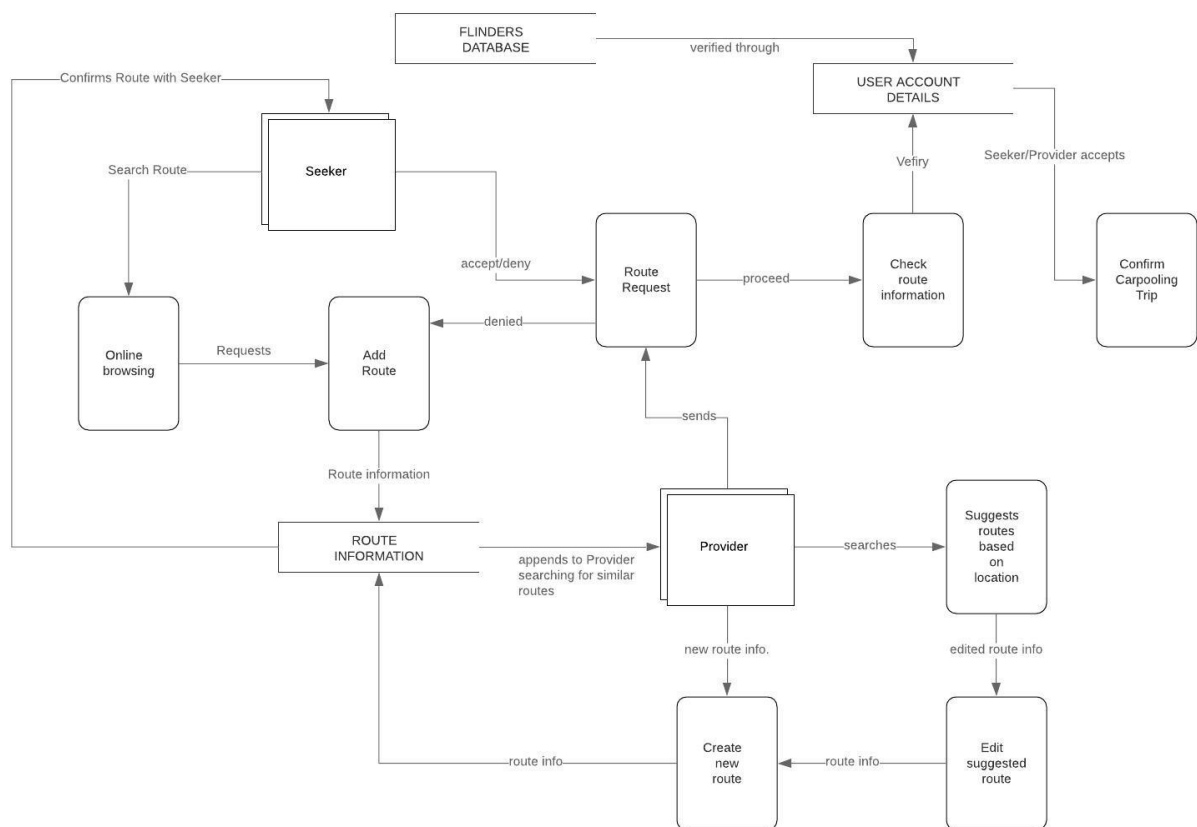 FLINDERS
DATABASE
verified through
Confirms Route with Seeker
USER ACCOUNT
DETAILS
Seeker
Search Route
Vefiry
Seeker/Provider accepts
accept/deny
Route
Request
proceed
Check
route
information
Confirm
Carpooling
Trip
denied
Online
browsing
Requests
Add
Route
sends
Route information
ROUTE
INFORMATION
appends to Provider
searching for similar
routes
Provider
searches
Suggests
routes
based
on
location
new route info.
edited route info
route info
Create
new
route
route info
Edit
suggested
route